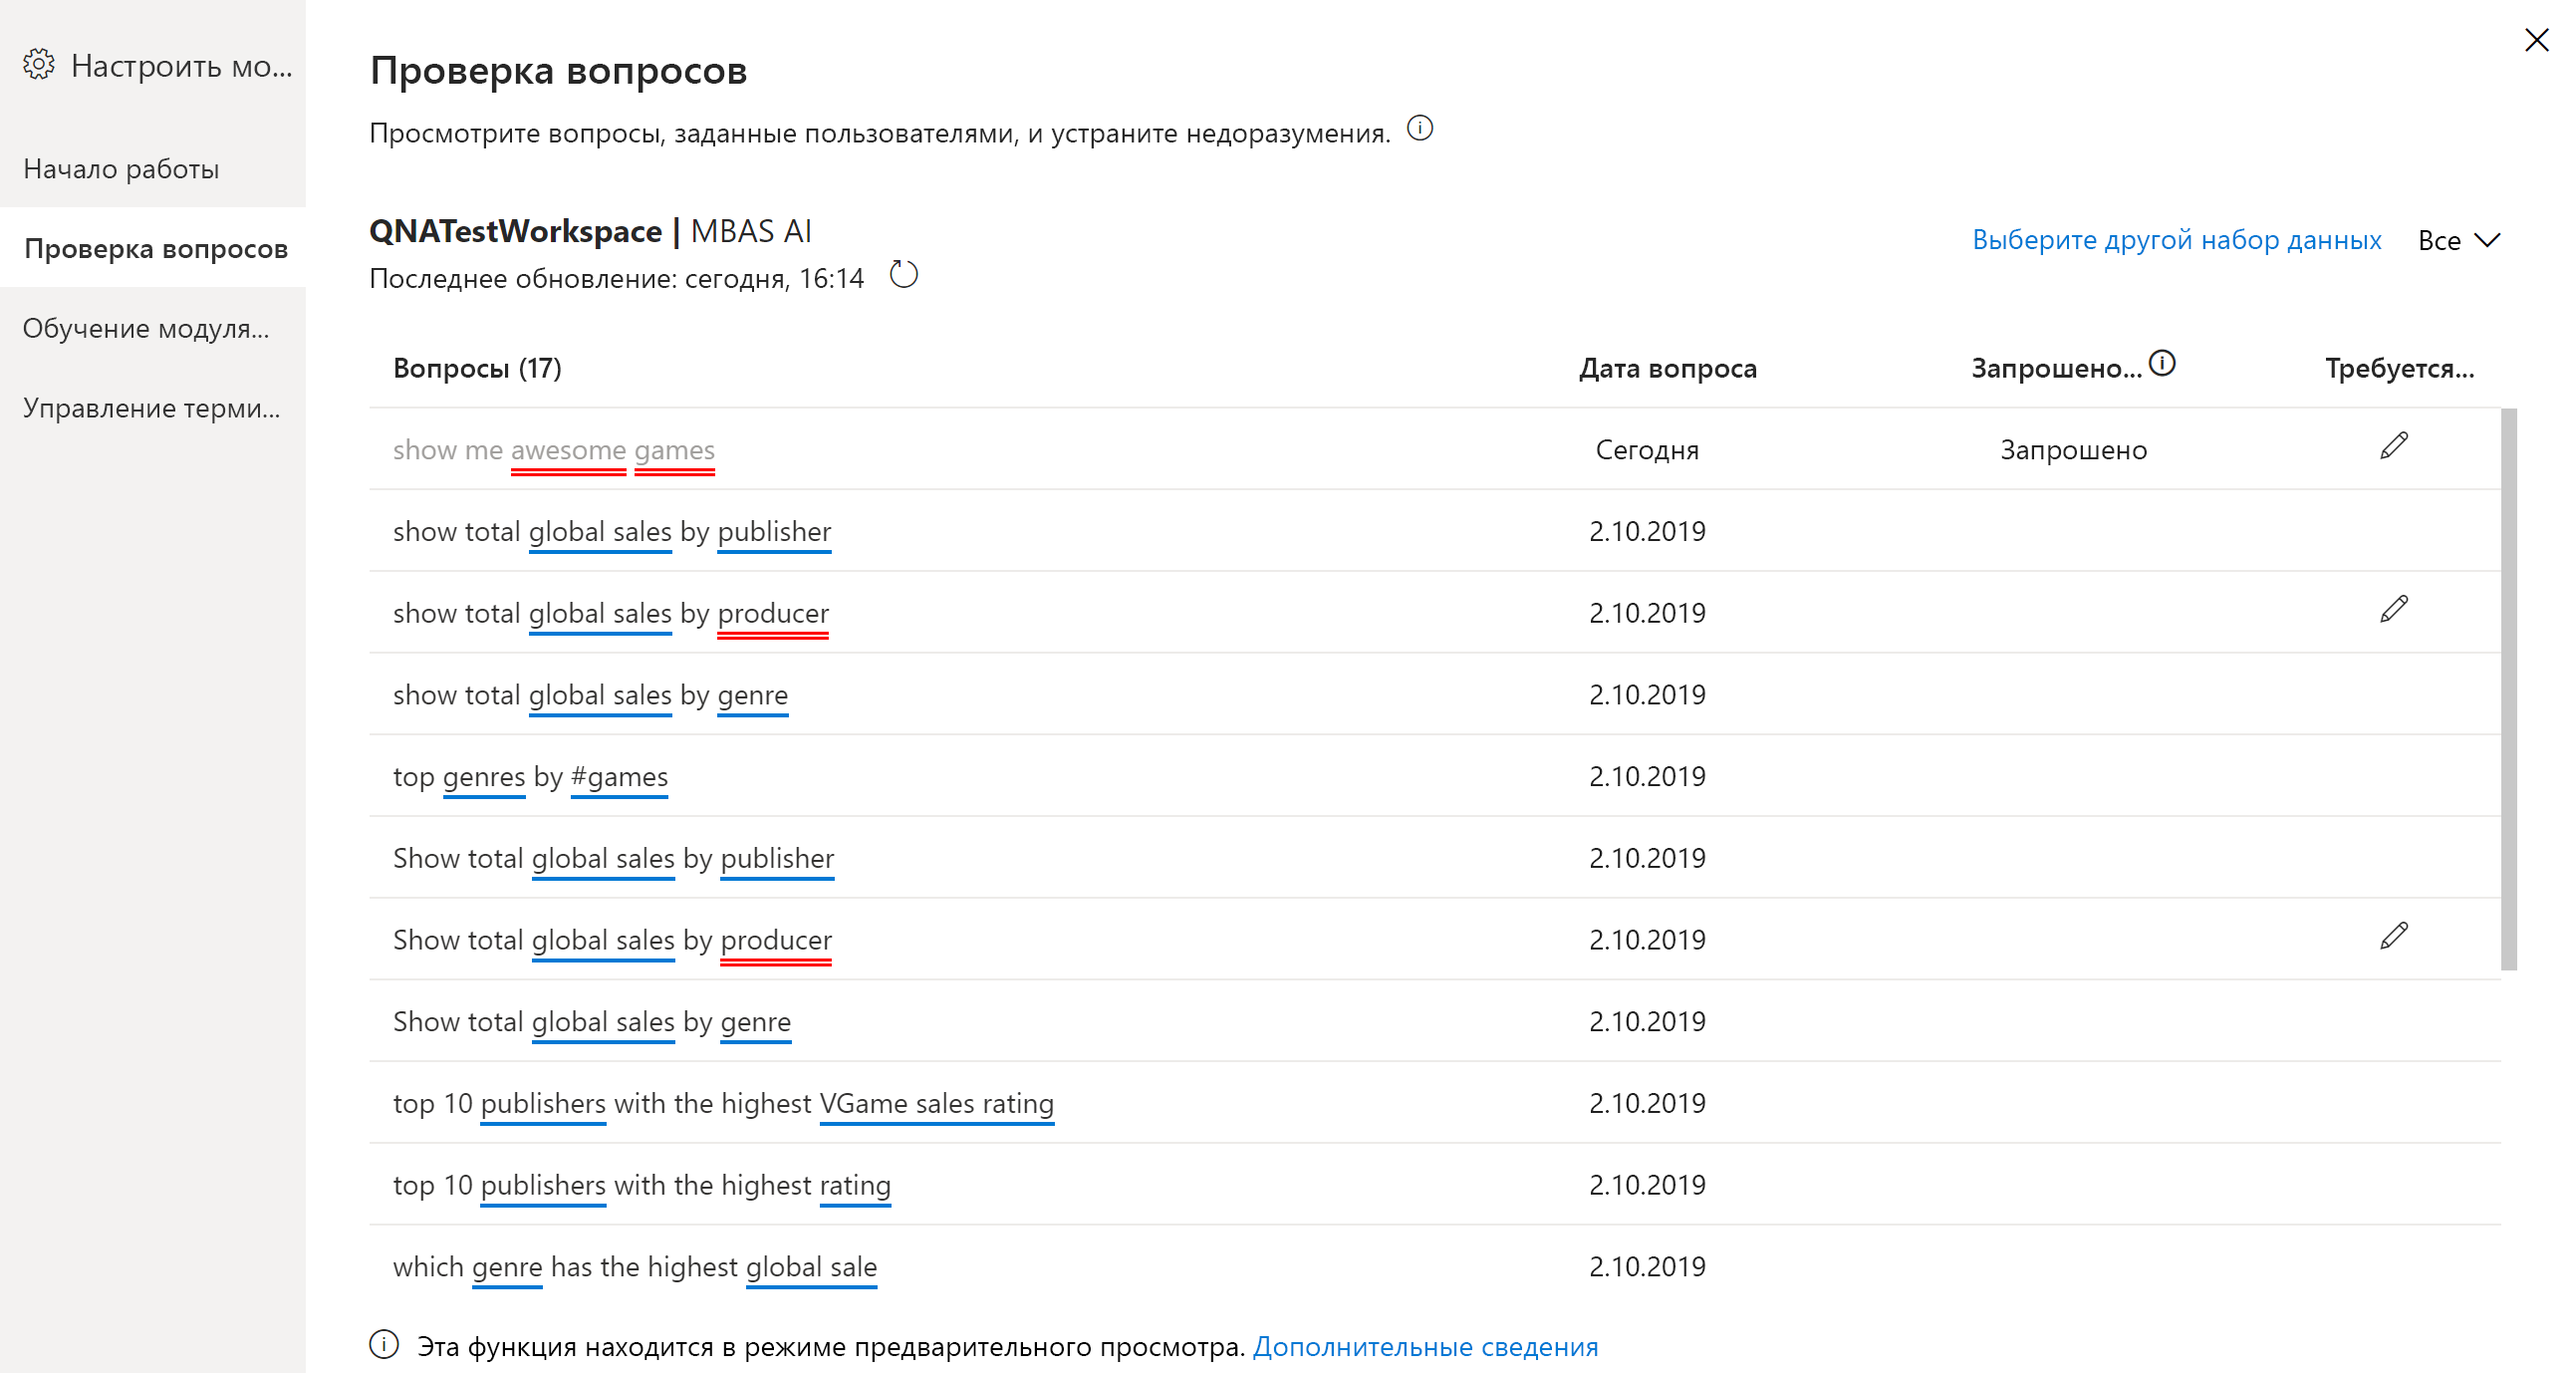 Настроить мо...
Начало работы
Проверка вопросов
Обучение модуля...
Управление терми...
Проверка вопросов
Просмотрите вопросы, заданные пользователями, и устраните недоразумения.
QNATestWorkspace | MBAS AI
Последнее обновление: сегодня, 16:14
Выберите другой набор данных Все
Вопросы (17) Дата вопроса Запрошено... Требуется...
show me awesome games Сегодня Запрошено
show total global sales by publisher 2.10.2019
show total global sales by producer 2.10.2019
show total global sales by genre 2.10.2019
top genres by #games 2.10.2019
Show total global sales by publisher 2.10.2019
Show total global sales by producer 2.10.2019
Show total global sales by genre 2.10.2019
top 10 publishers with the highest VGame sales rating 2.10.2019
top 10 publishers with the highest rating 2.10.2019
which genre has the highest global sale 2.10.2019
Эта функция находится в режиме предварительного просмотра. Дополнительные сведения